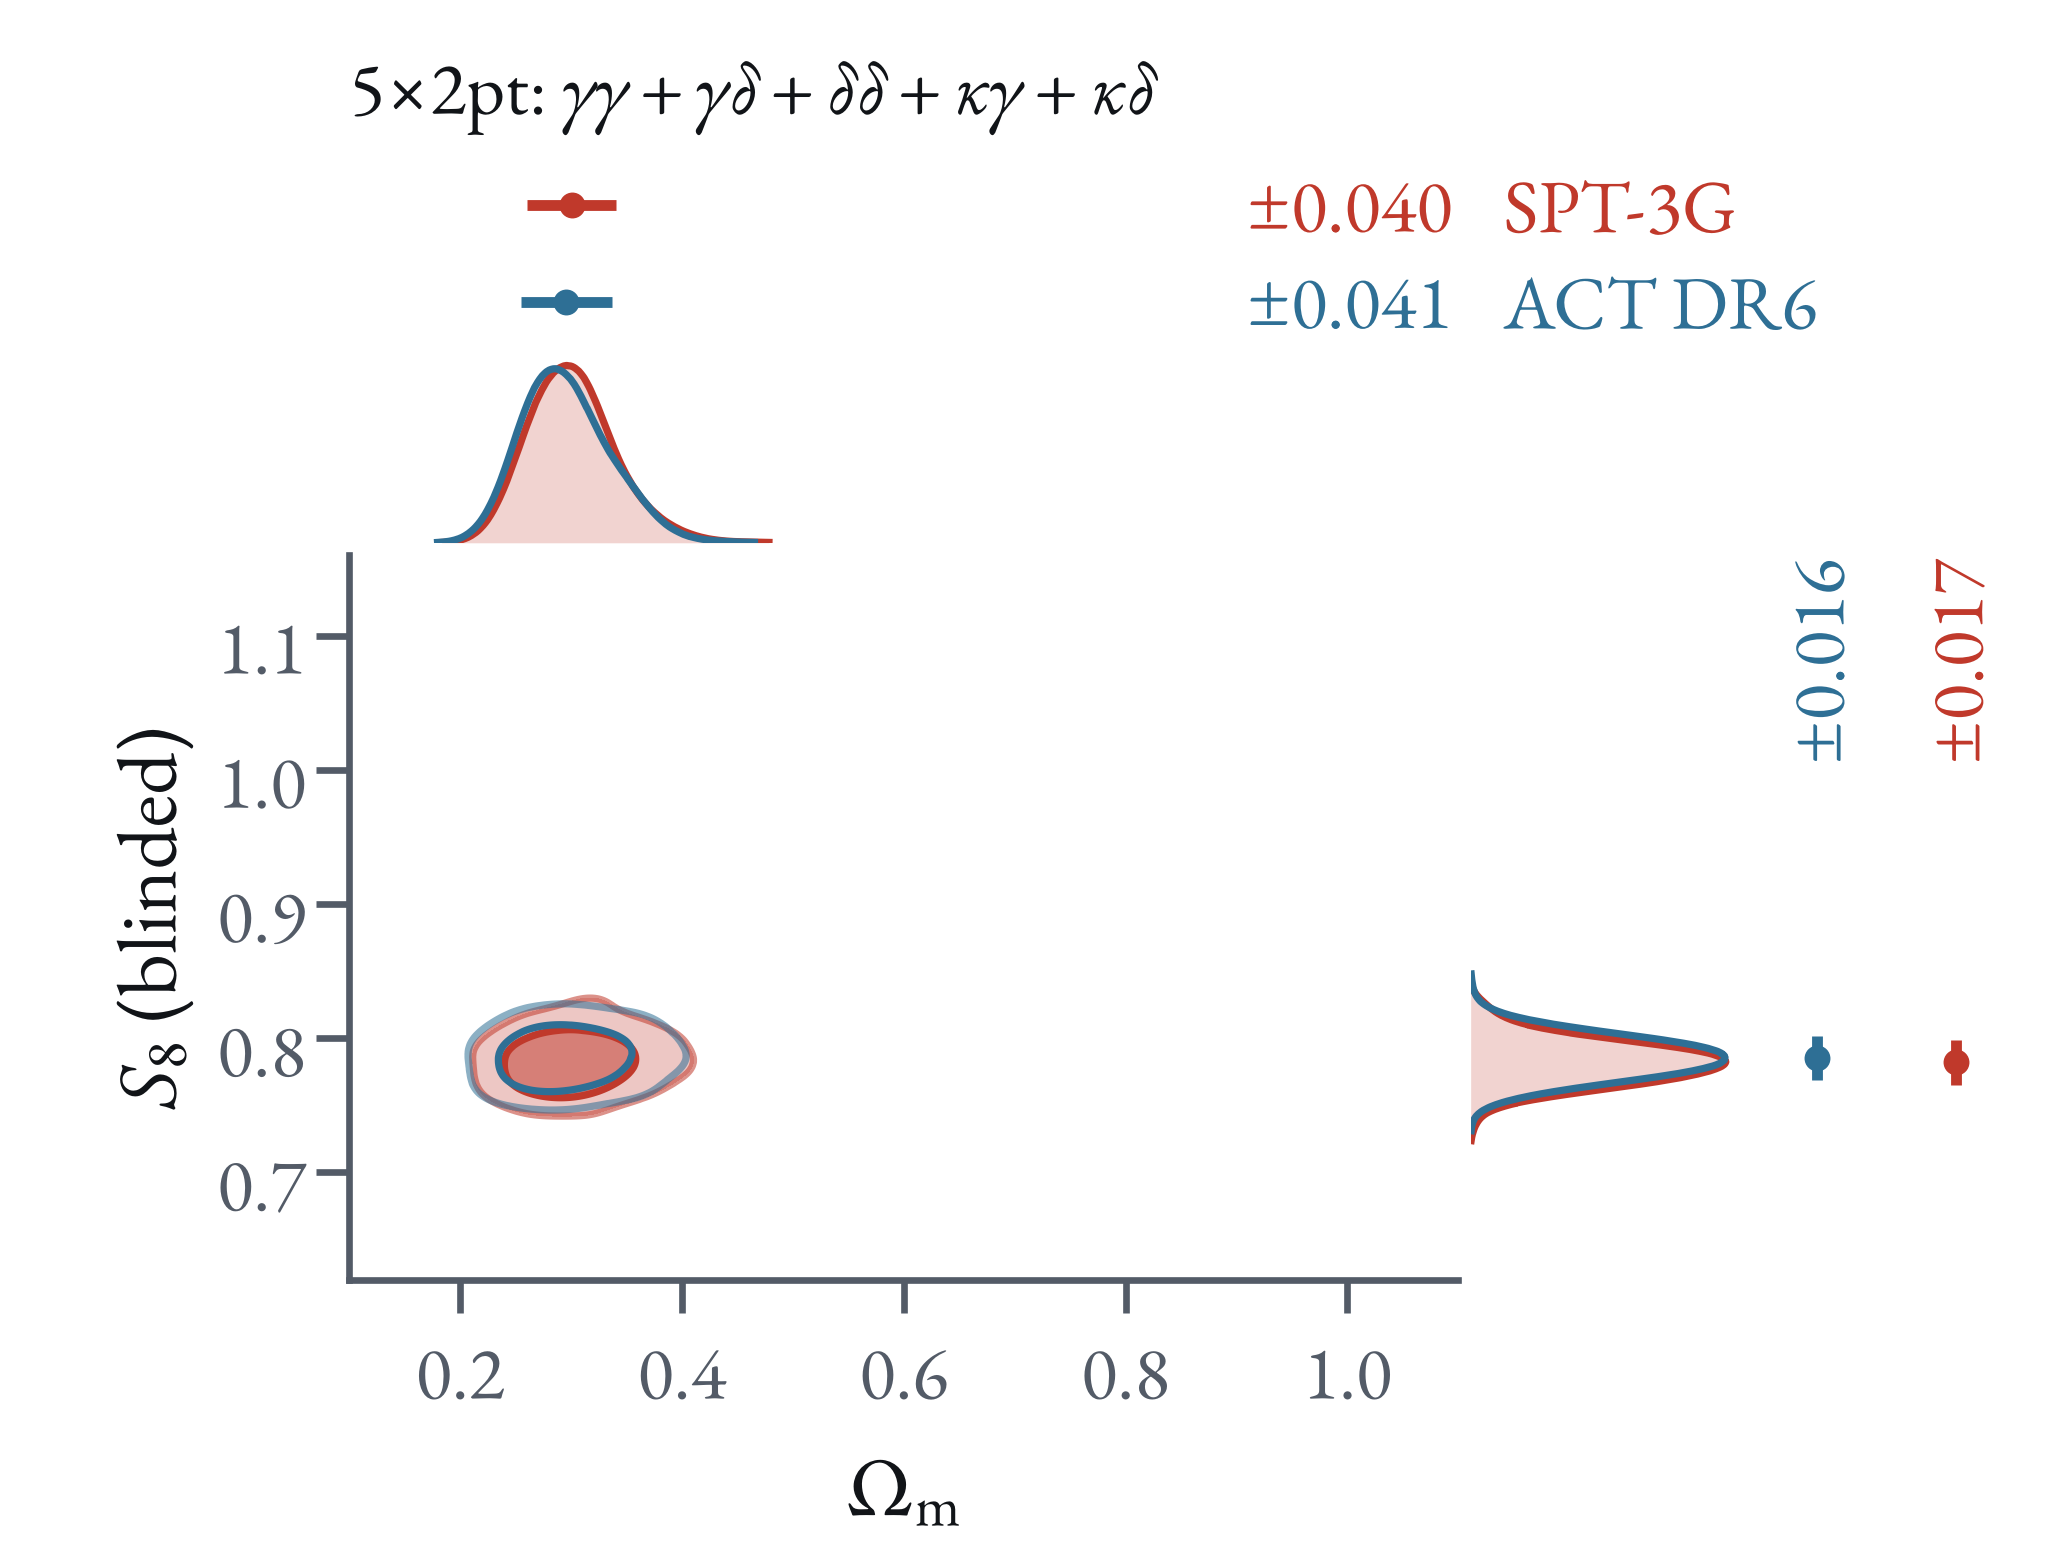 5×2pt: γγ + γδ + δδ + κγ + κδ
±0.040 SPT-3G
±0.041 ACT DR6
±0.016
±0.017
S₈ (blinded)
1.1
1.0
0.9
0.8
0.7
0.2 0.4 0.6 0.8 1.0
Ωₘ